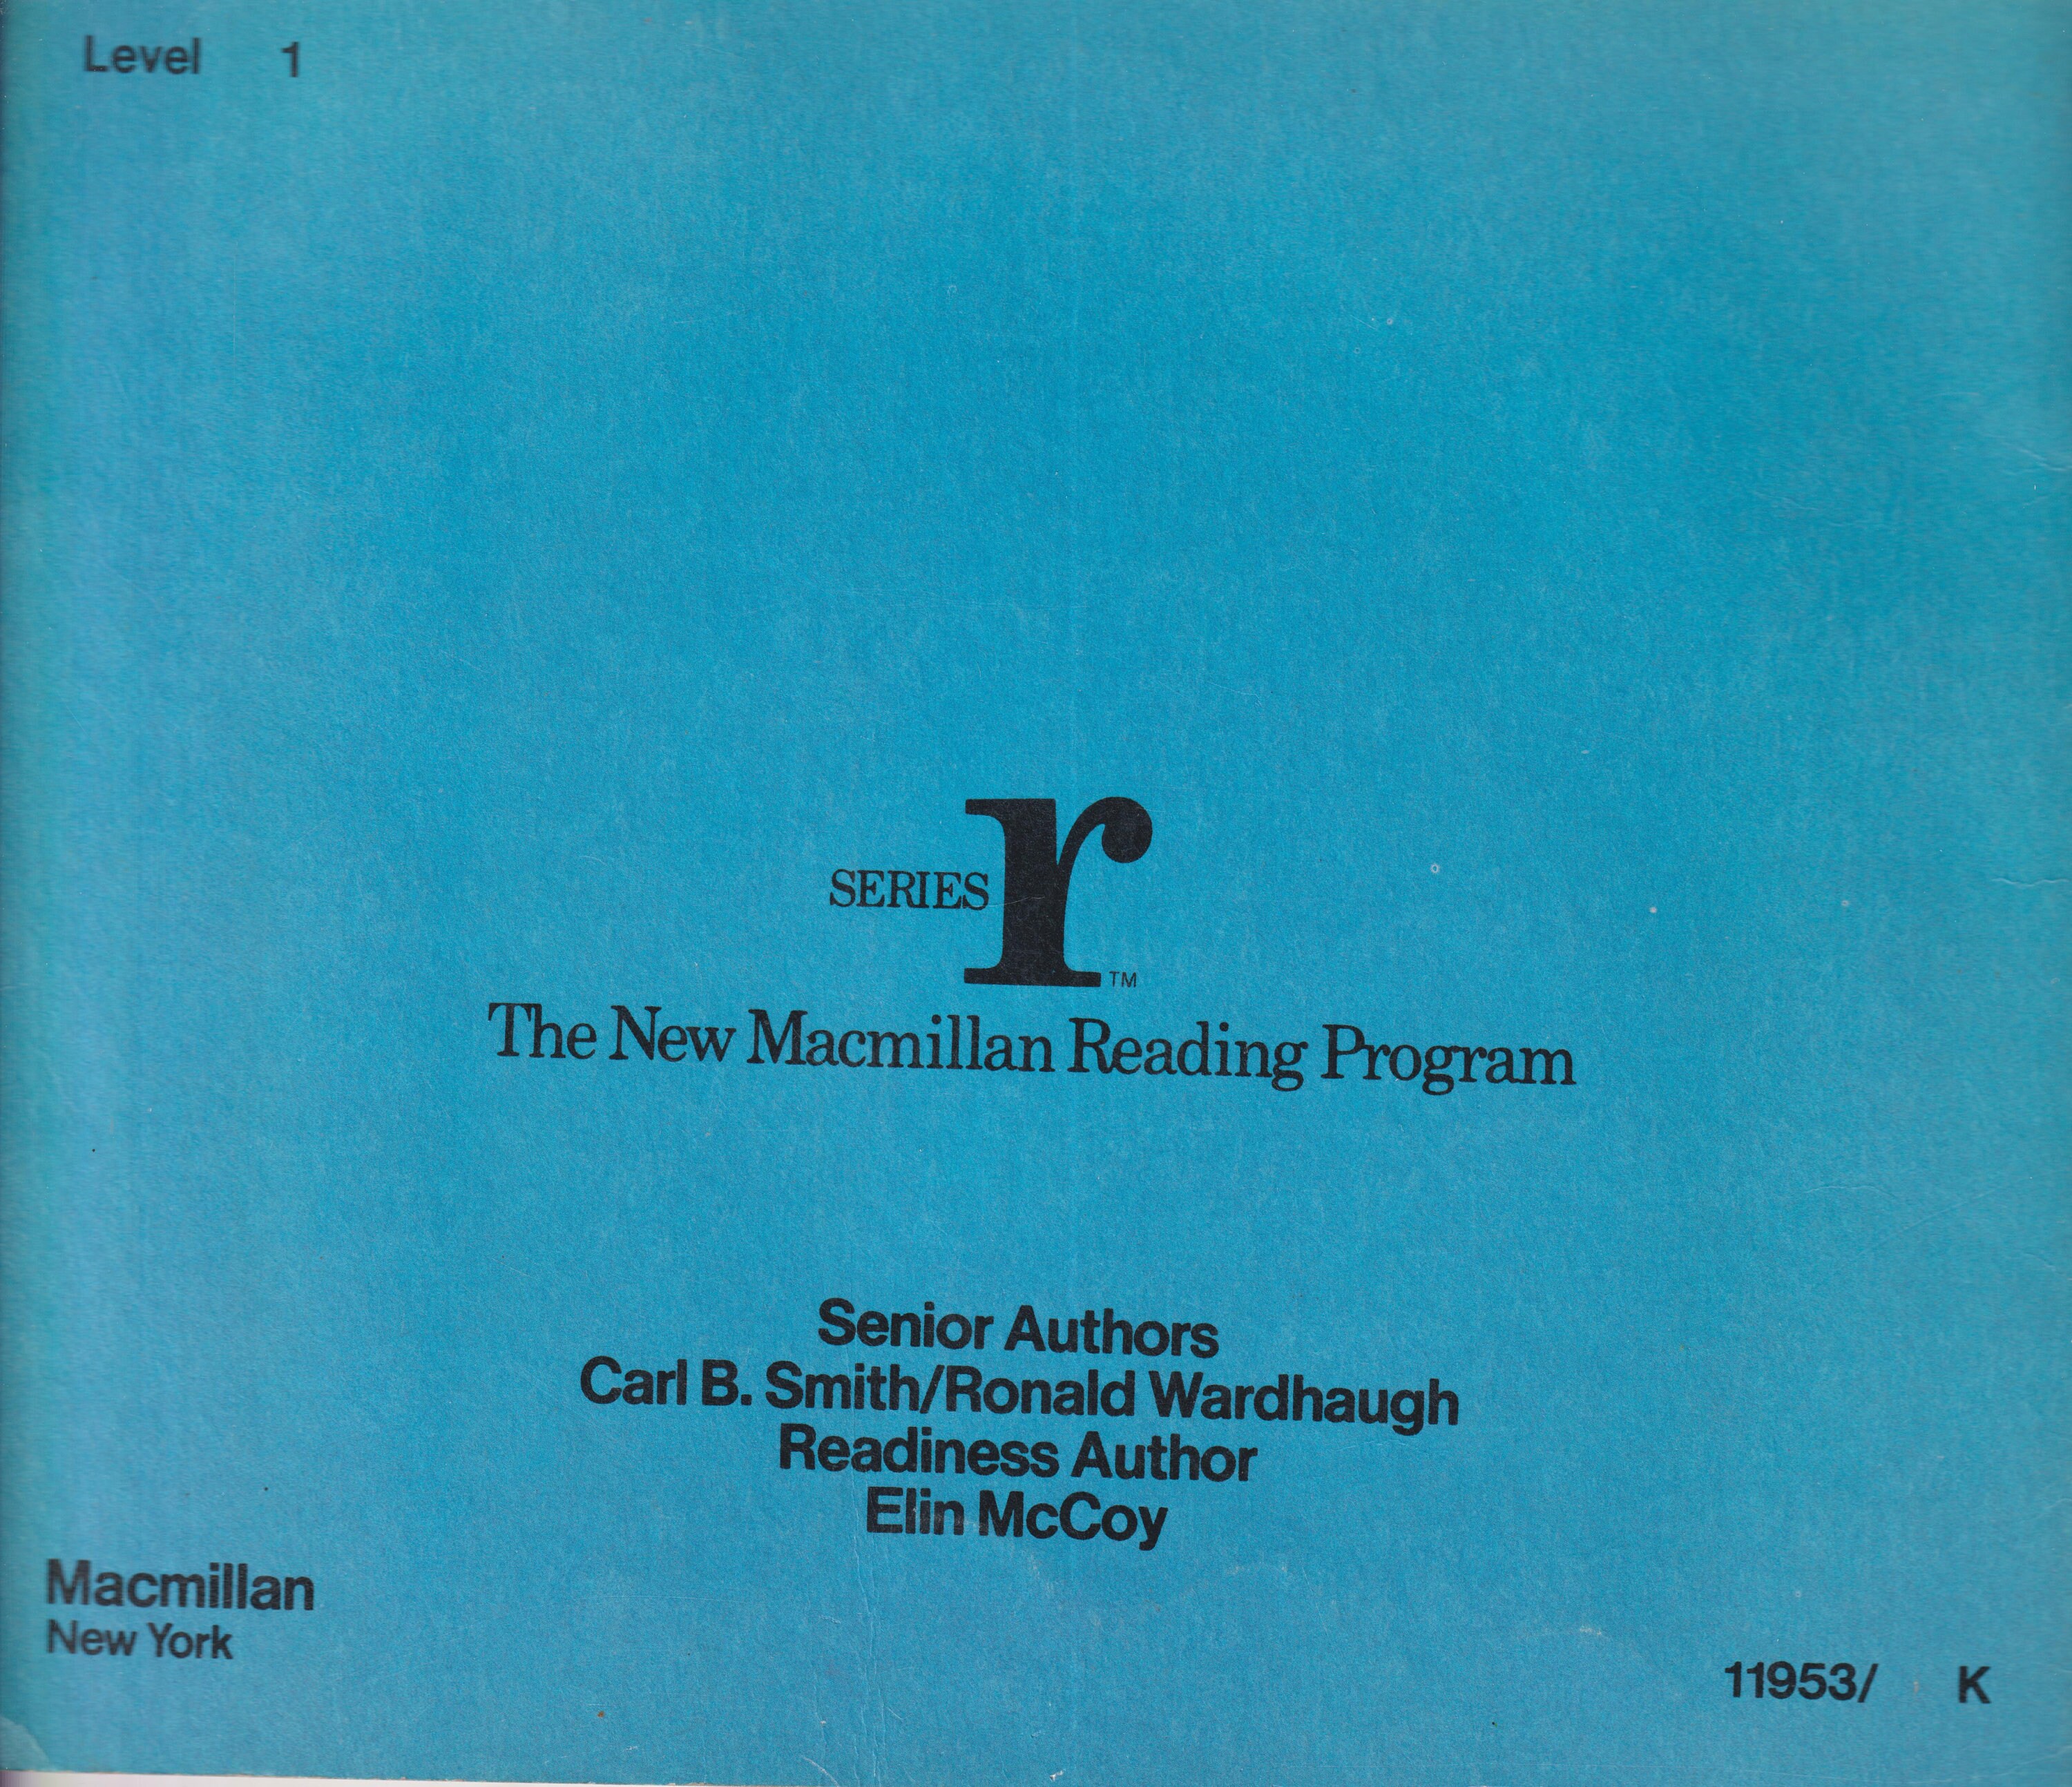 Level 1
SERIES r™
The New Macmillan Reading Program
Senior Authors
Carl B. Smith/Ronald Wardhaugh
Readiness Author
Elin McCoy
Macmillan
New York
11953/ K